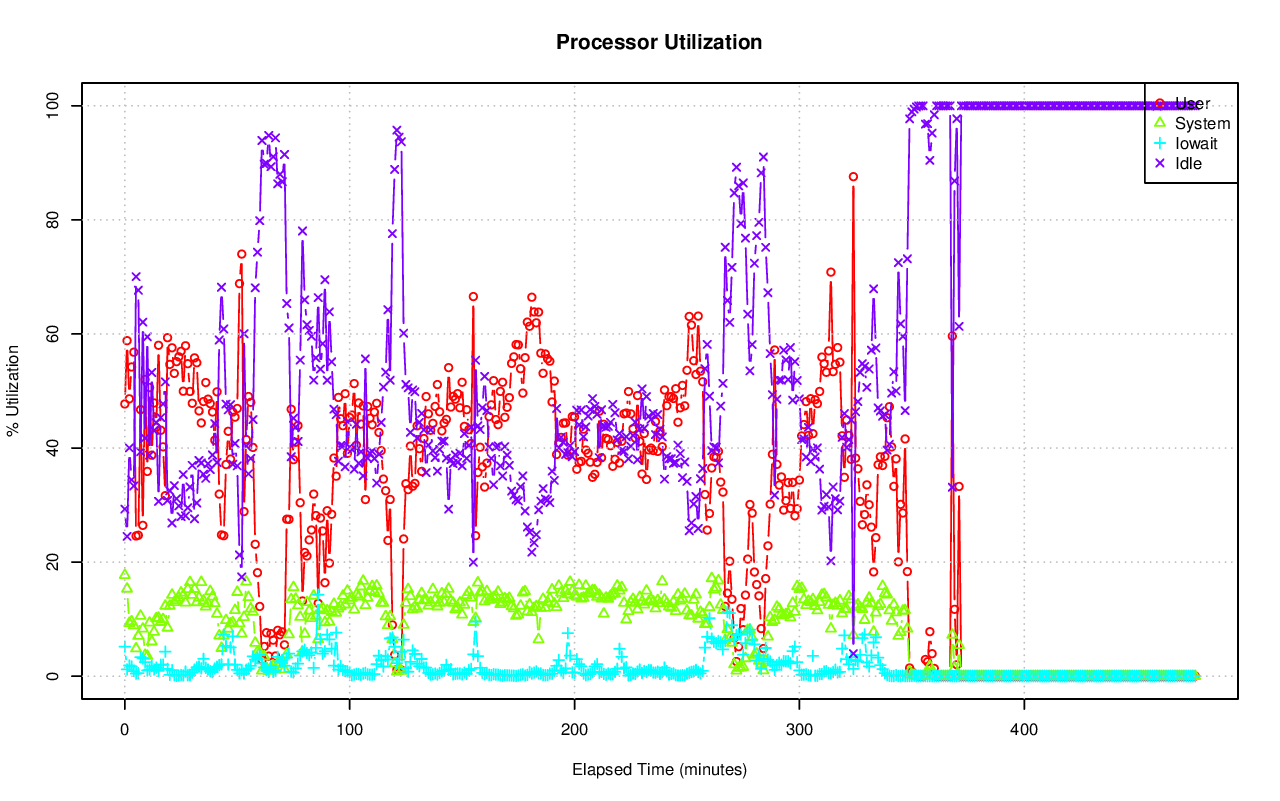 Processor Utilization
% Utilization
100
80
60
40
20
0
User
System
Iowait
Idle
0 100 200 300 400
Elapsed Time (minutes)